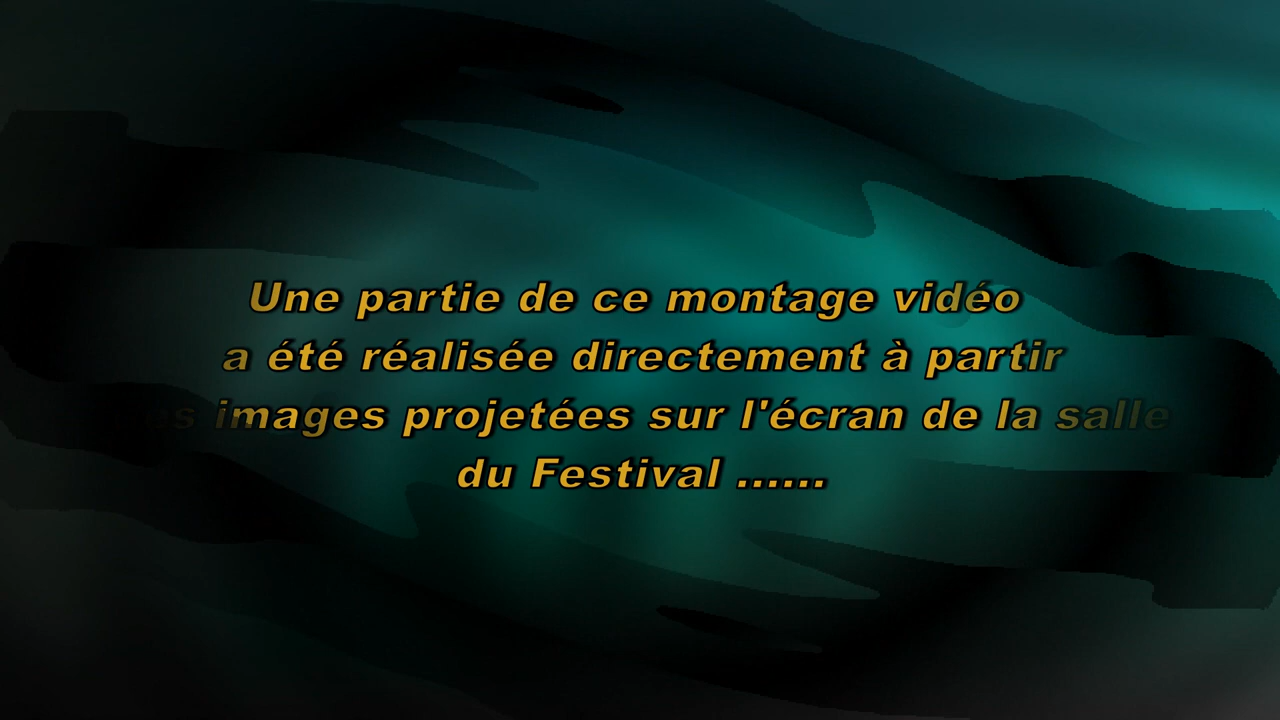 Une partie de ce montage vidéo
a été réalisée directement à partir
images projetées sur l'écran de la salle
du Festival ......